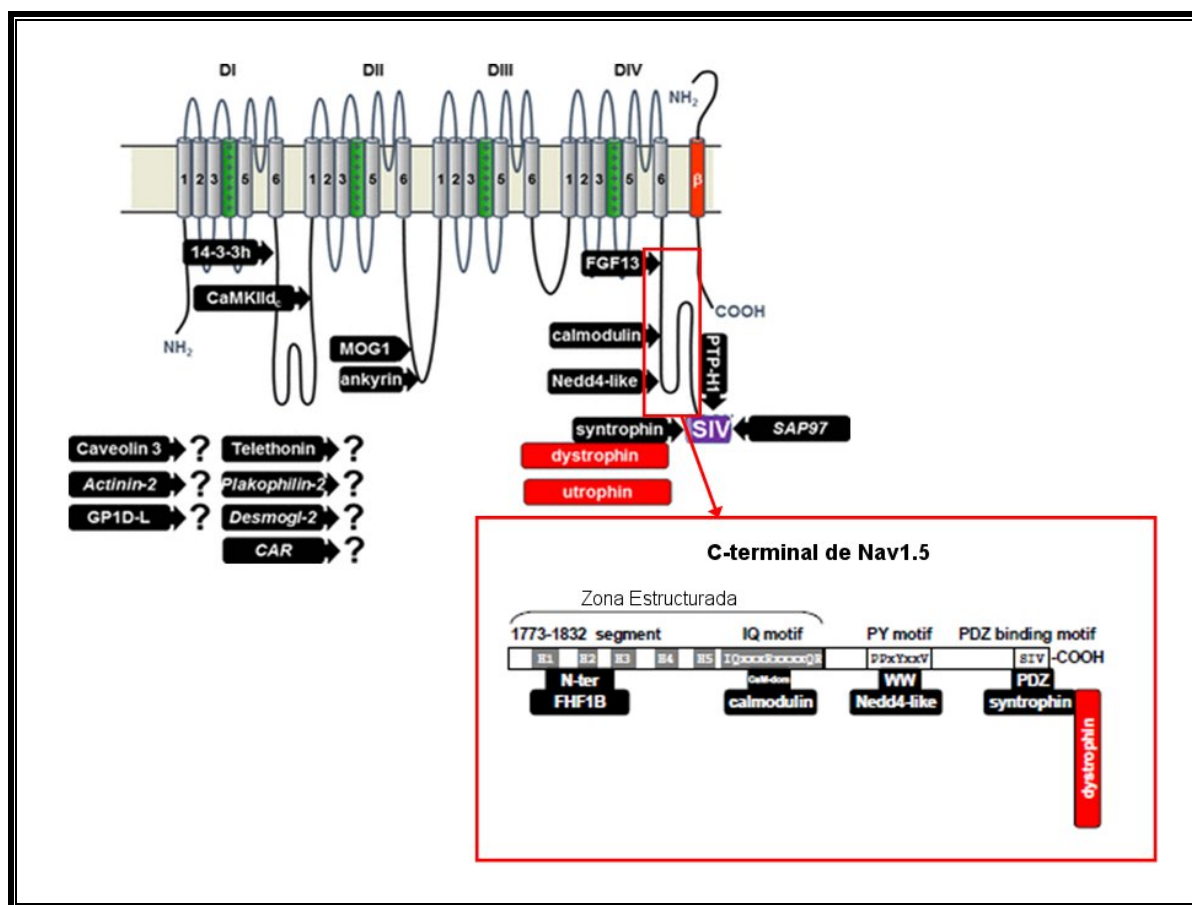 DI DII DIII DIV
NH2
1 2 3 5 6 1 2 3 5 6 1 2 3 5 6 1 2 3 5 6 β
14-3-3h
FGF13
CaMKIIdc
COOH
NH2
MOG1
calmodulin
PTP-H1
ankyrin
Nedd4-like
syntrophin
SIV
SAP97
dystrophin
utrophin
Caveolin 3 ? Telethonin ?
Actinin-2 ? Plakophilin-2 ?
GP1D-L ? Desmogl-2 ?
CAR ?
C-terminal de Nav1.5
Zona Estructurada
1773-1832 segment IQ motif PY motif PDZ binding motif
H1 H2 H3 H4 H5 PPxYxxV SIV -COOH
N-ter CaM-dom WW PDZ
FHF1B calmodulin Nedd4-like syntrophin
dystrophin